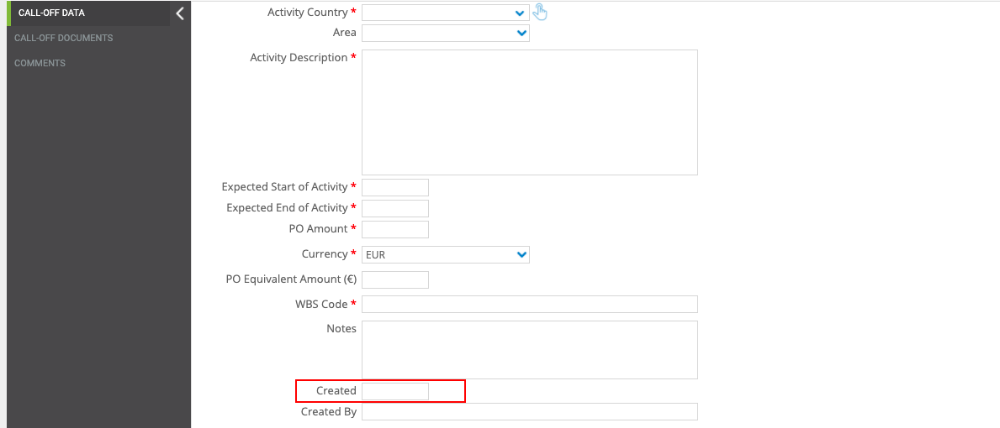 CALL-OFF DATA
CALL-OFF DOCUMENTS
COMMENTS
Activity Country *
Area
Activity Description *
Expected Start of Activity *
Expected End of Activity *
PO Amount *
Currency * EUR
PO Equivalent Amount (€)
WBS Code *
Notes
Created
Created By